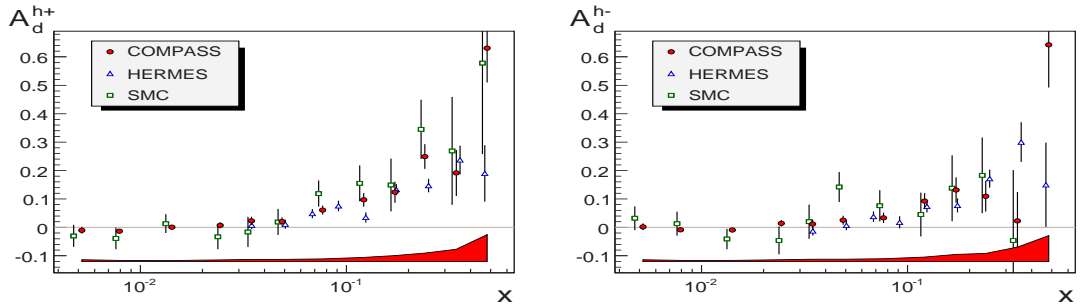 A_d^{h+}
0.6
0.5
0.4
0.3
0.2
0.1
0
-0.1
COMPASS
HERMES
SMC
10^{-2}
10^{-1}
x
A_d^{h-}
0.6
0.5
0.4
0.3
0.2
0.1
0
-0.1
COMPASS
HERMES
SMC
10^{-2}
10^{-1}
x